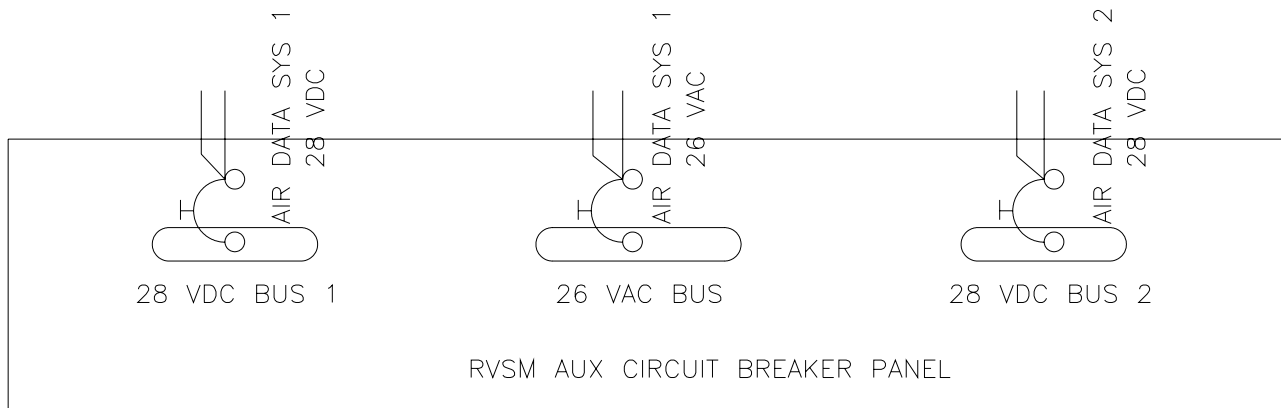 AIR DATA SYS 1
28 VDC
AIR DATA SYS 1
26 VAC
AIR DATA SYS 2
28 VDC
28 VDC BUS 1
26 VAC BUS
28 VDC BUS 2
RVSM AUX CIRCUIT BREAKER PANEL